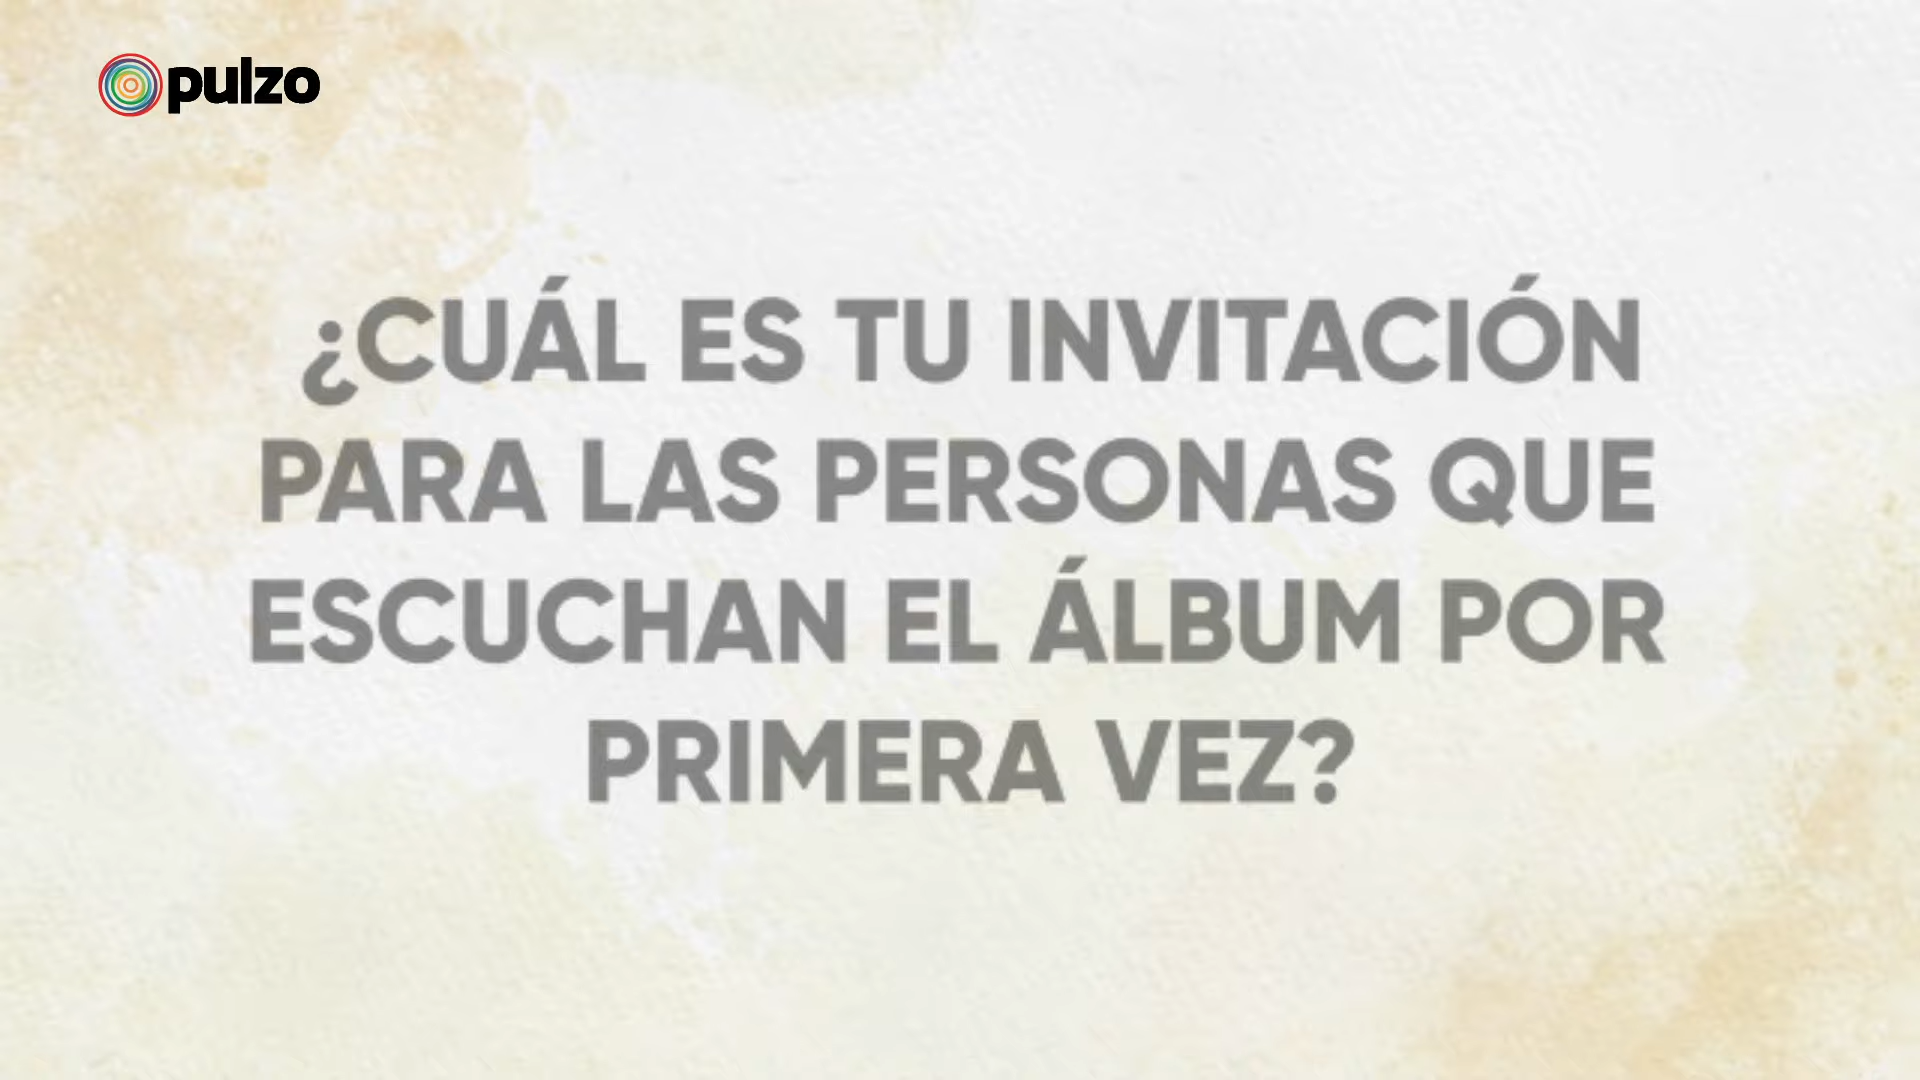 pulzo
¿CUÁL ES TU INVITACIÓN
PARA LAS PERSONAS QUE
ESCUCHAN EL ÁLBUM POR
PRIMERA VEZ?